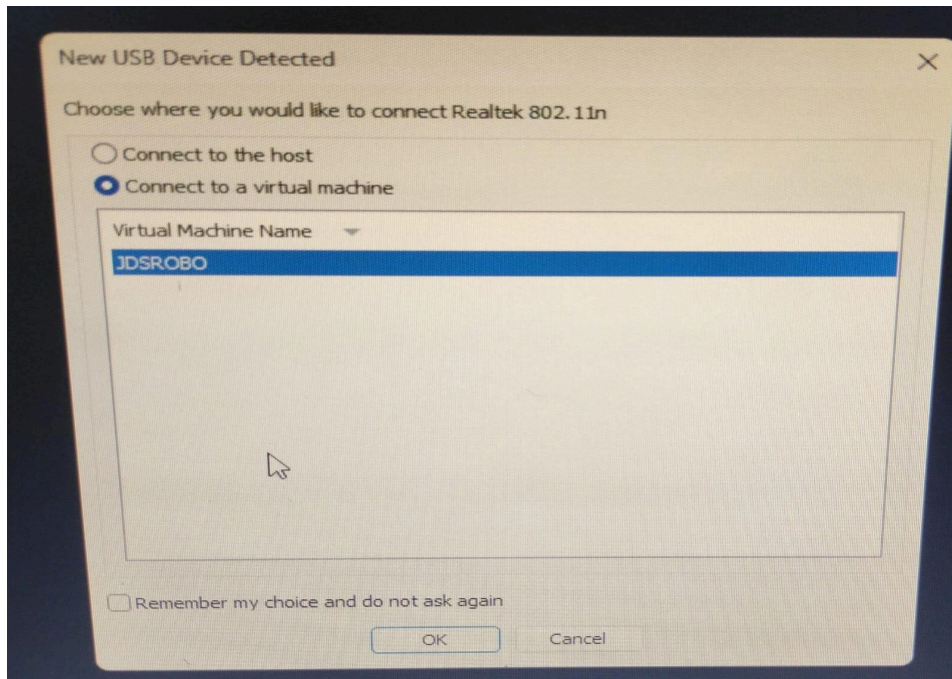 New USB Device Detected
Choose where you would like to connect Realtek 802.11n
Connect to the host
Connect to a virtual machine
Virtual Machine Name
JDSROBO
Remember my choice and do not ask again
OK Cancel